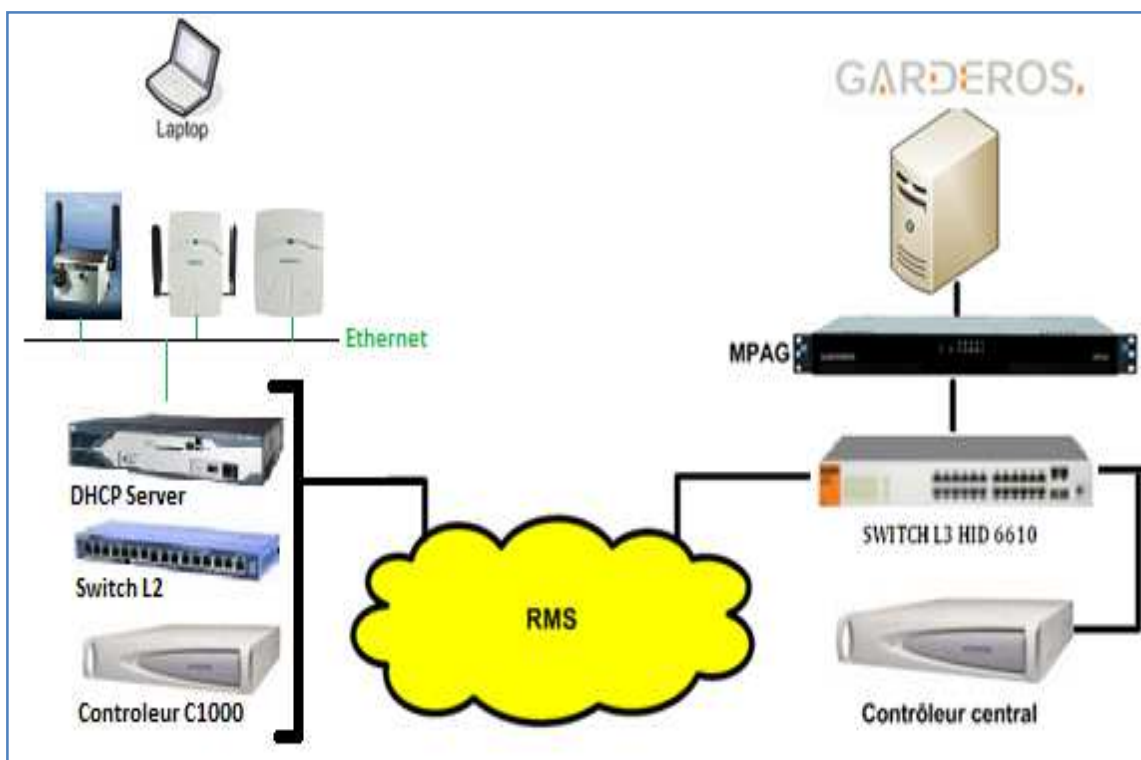 Laptop
GARDEROS.
Ethernet
MPAG
DHCP Server
SWITCH L3 HID 6610
Switch L2
RMS
Controleur C1000
Contrôleur central